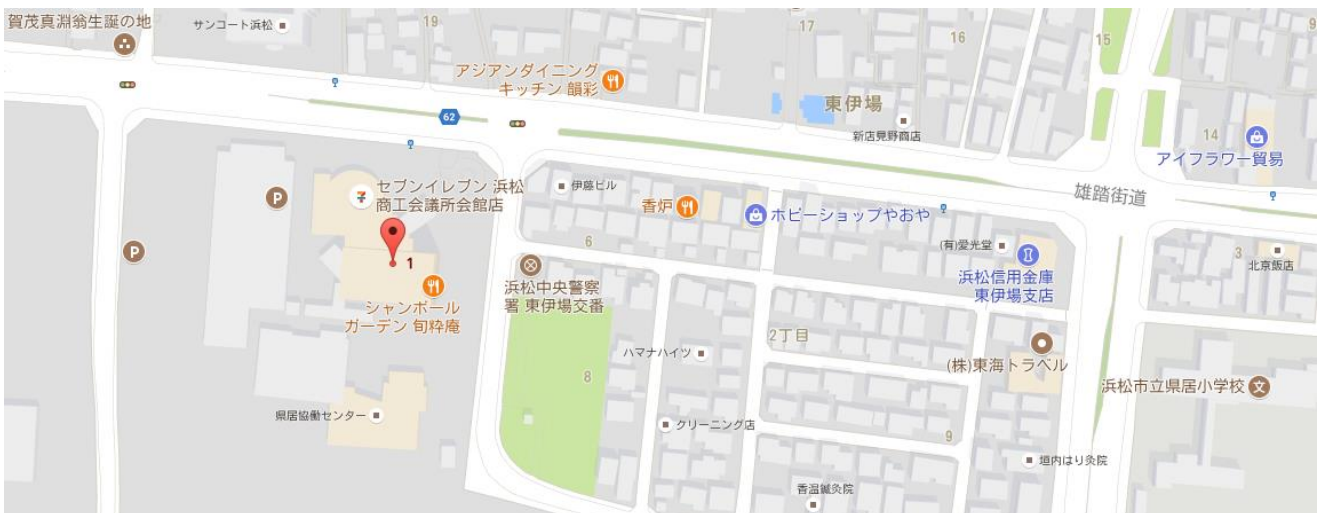 賀茂真淵翁生誕の地
サンコート浜松
19
17
16
15
9
アジアンダイニング
キッチン 韻彩
62
東伊場
新店見野商店
14
アイフラワー貿易
雄踏街道
セブンイレブン 浜松
商工会議所会館店
P
伊藤ビル
香炉
ホビーショップやおや
6
(有)愛光堂
3
北京飯店
P
1
浜松中央警察
署 東伊場交番
浜松信用金庫
東伊場支店
シャンボール
ガーデン 旬粋庵
2丁目
ハマナハイツ
(株)東海トラベル
8
浜松市立県居小学校
文
県居協働センター
クリーニング店
9
垣内はり灸院
香温鍼灸院